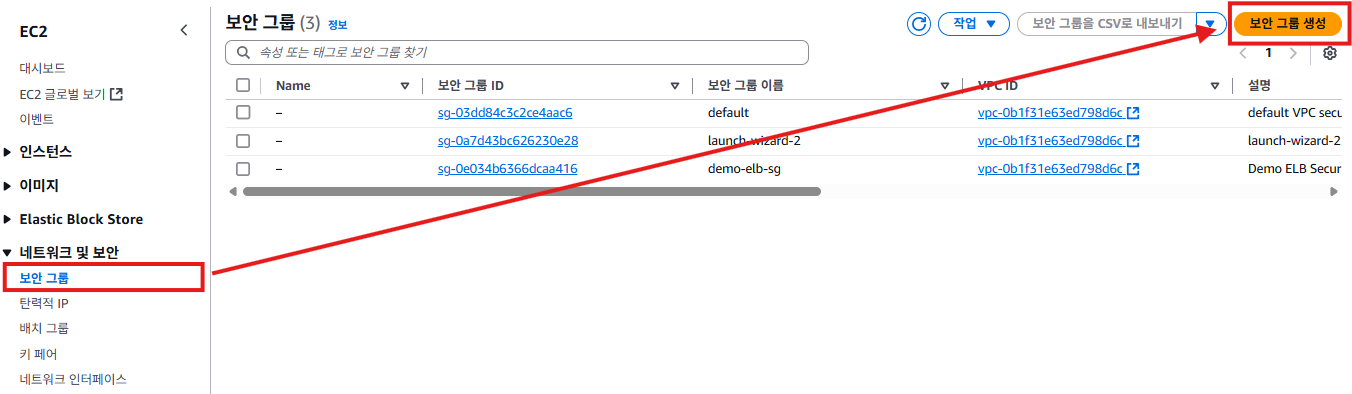 EC2
대시보드
EC2 글로벌 보기
이벤트
인스턴스
이미지
Elastic Block Store
네트워크 및 보안
보안 그룹
탄력적 IP
배치 그룹
키 페어
네트워크 인터페이스
보안 그룹 (3) 정보
작업
보안 그룹을 CSV로 내보내기
보안 그룹 생성
속성 또는 태그로 보안 그룹 찾기
1
Name 보안 그룹 ID 보안 그룹 이름 VPC ID 설명
– sg-03dd84c3c2ce4aac6 default vpc-0b1f31e63ed798d6c default VPC secu
– sg-0a7d43bc626230e28 launch-wizard-2 vpc-0b1f31e63ed798d6c launch-wizard-2
– sg-0e034b6366dcaa416 demo-elb-sg vpc-0b1f31e63ed798d6c Demo ELB Secur